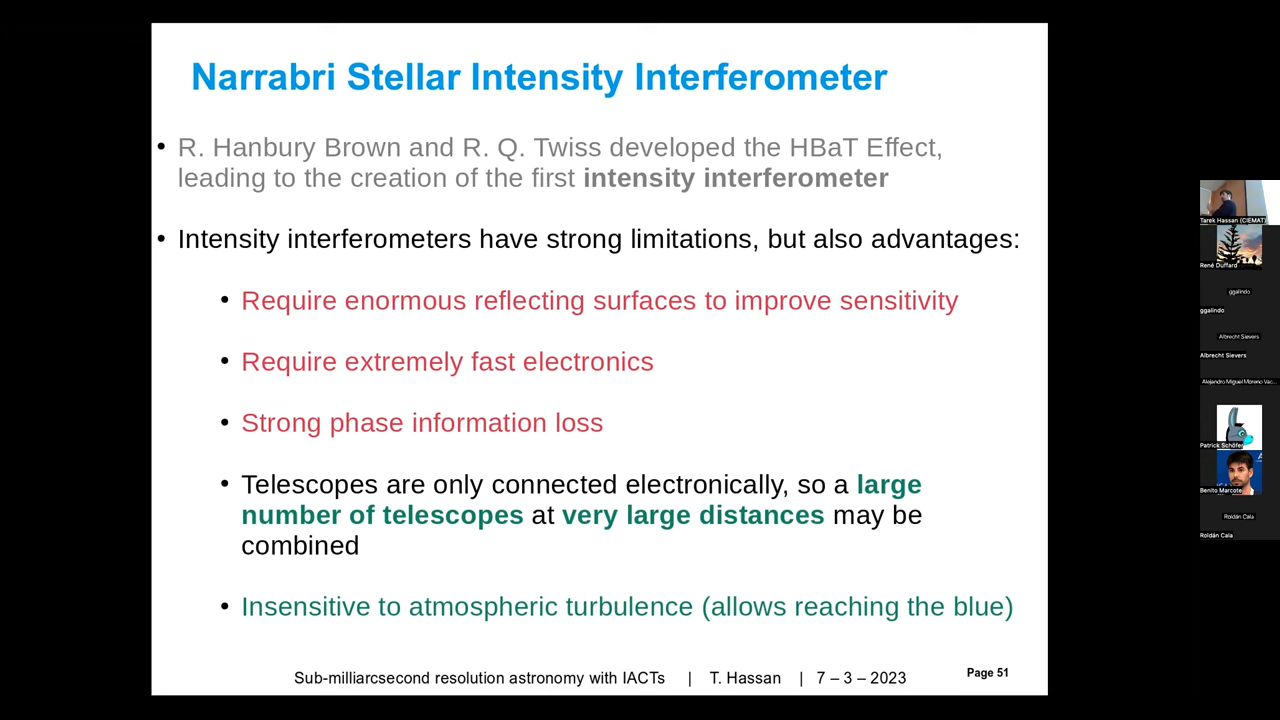 Narrabri Stellar Intensity Interferometer
• R. Hanbury Brown and R. Q. Twiss developed the HBaT Effect,
leading to the creation of the first intensity interferometer
• Intensity interferometers have strong limitations, but also advantages:
• Require enormous reflecting surfaces to improve sensitivity
• Require extremely fast electronics
• Strong phase information loss
• Telescopes are only connected electronically, so a large
number of telescopes at very large distances may be
combined
• Insensitive to atmospheric turbulence (allows reaching the blue)
Sub-milliarcsecond resolution astronomy with IACTs | T. Hassan | 7 – 3 – 2023
Page 51
Tarek Hassan (CIEMAT)
René Duffard
ggalindo
ggalindo
Albrecht Sievers
Albrecht Sievers
Alejandro Miguel Moreno Vac...
Patrick Schöfer
Benito Marcote
Roldán Cala
Roldán Cala